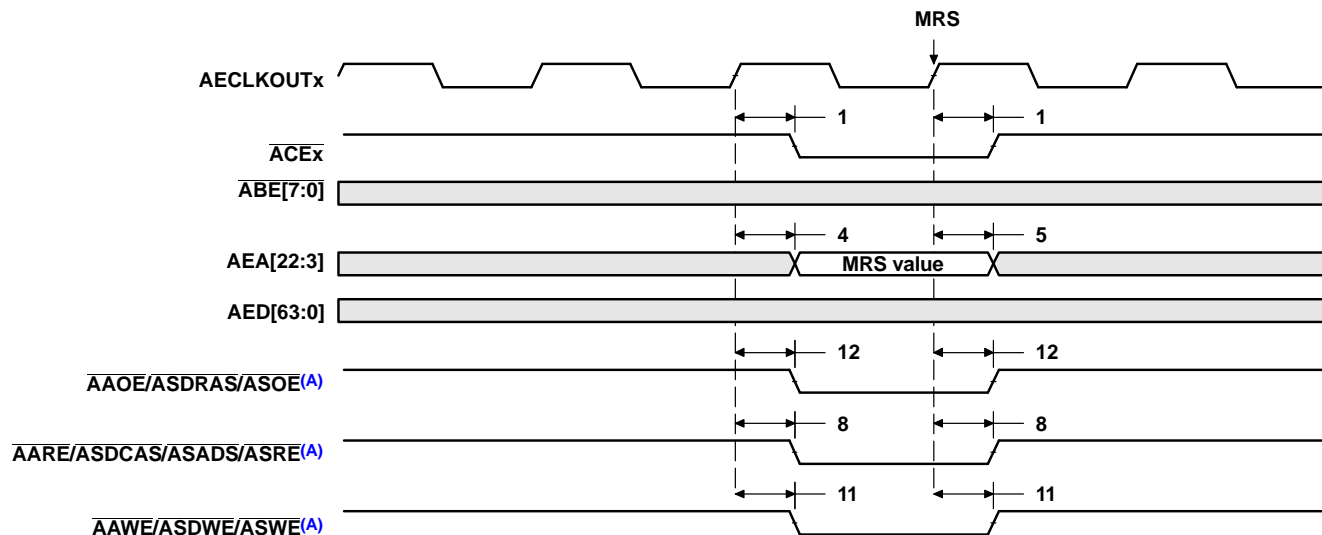 MRS
AECLKOUTx
1 1
ACEx
ABE[7:0]
4 5
AEA[22:3] MRS value
AED[63:0]
12 12
AAOE/ASDRAS/ASOE(A)
8 8
AARE/ASDCAS/ASADS/ASRE(A)
11 11
AAWE/ASDWE/ASWE(A)